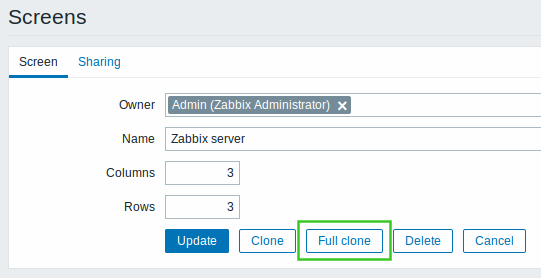 Screens
Screen Sharing
Owner Admin (Zabbix Administrator) ×
Name Zabbix server
Columns 3
Rows 3
Update Clone Full clone Delete Cancel